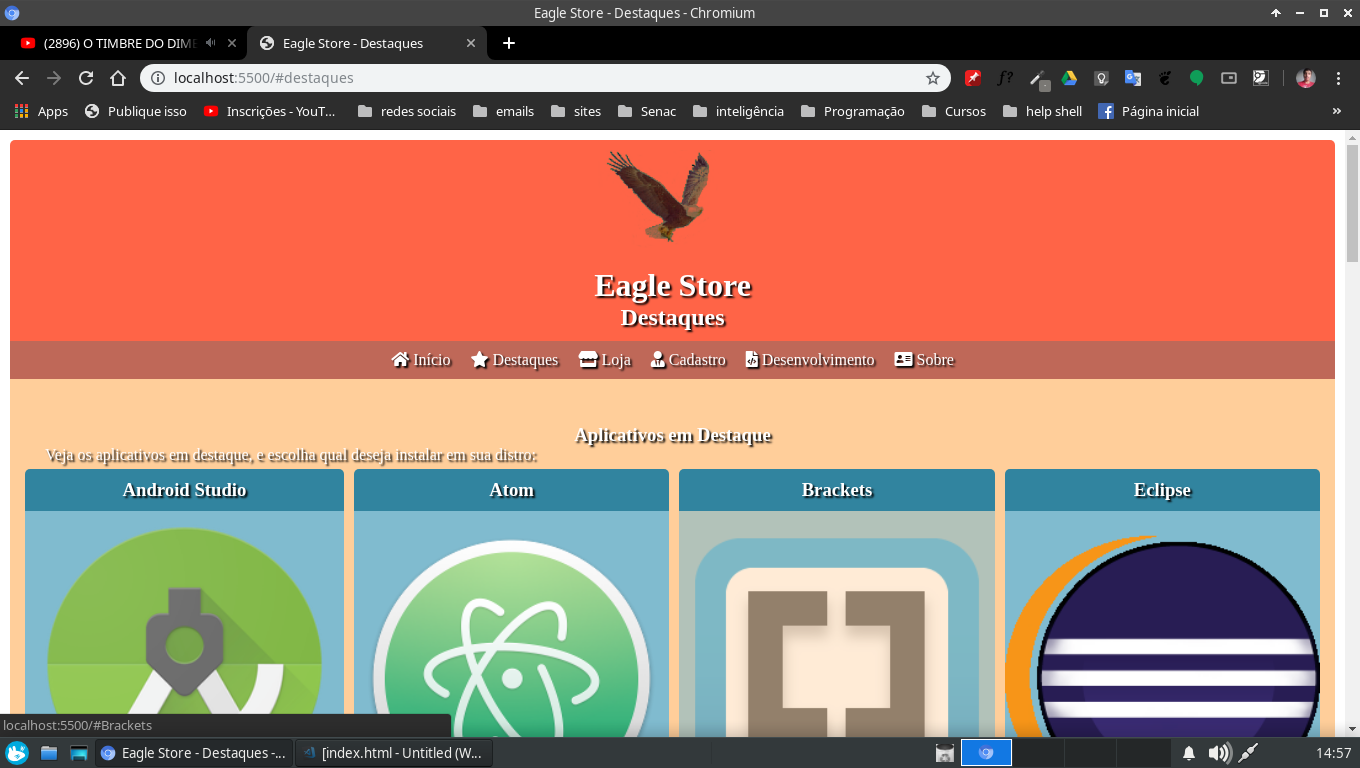 Eagle Store - Destaques - Chromium
(2896) O TIMBRE DO DIM
Eagle Store - Destaques
localhost:5500/#destaques
Apps
Publique isso
Inscrições - YouT...
redes sociais
emails
sites
Senac
inteligência
Programação
Cursos
help shell
Página inicial
»
Eagle Store
Destaques
Início
Destaques
Loja
Cadastro
Desenvolvimento
Sobre
Aplicativos em Destaque
Veja os aplicativos em destaque, e escolha qual deseja instalar em sua distro:
Android Studio
Atom
Brackets
Eclipse
localhost:5500/#Brackets
Eagle Store - Destaques -...
[index.html - Untitled (W...
14:57